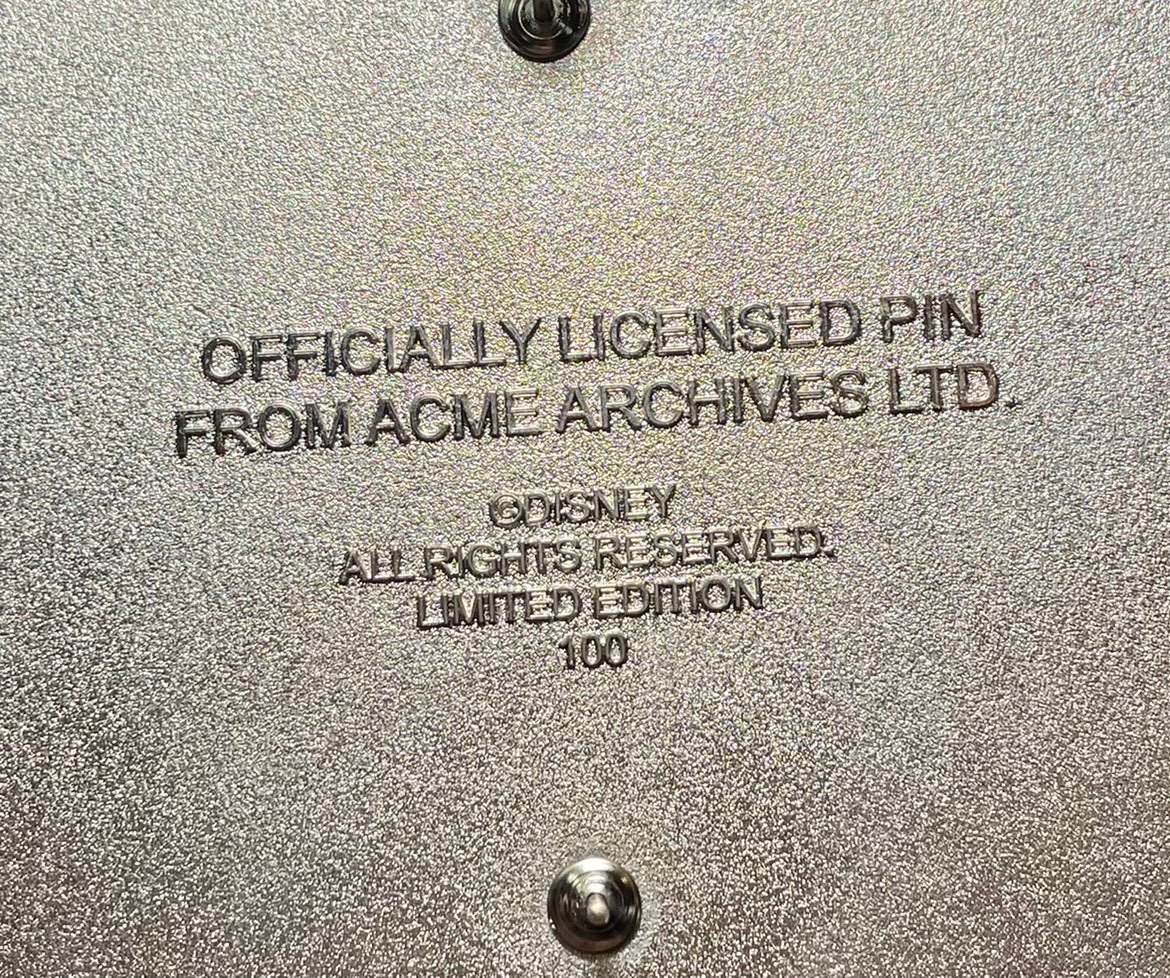 OFFICIALLY LICENSED PIN
FROM ACME ARCHIVES LTD.
©DISNEY
ALL RIGHTS RESERVED.
LIMITED EDITION
100